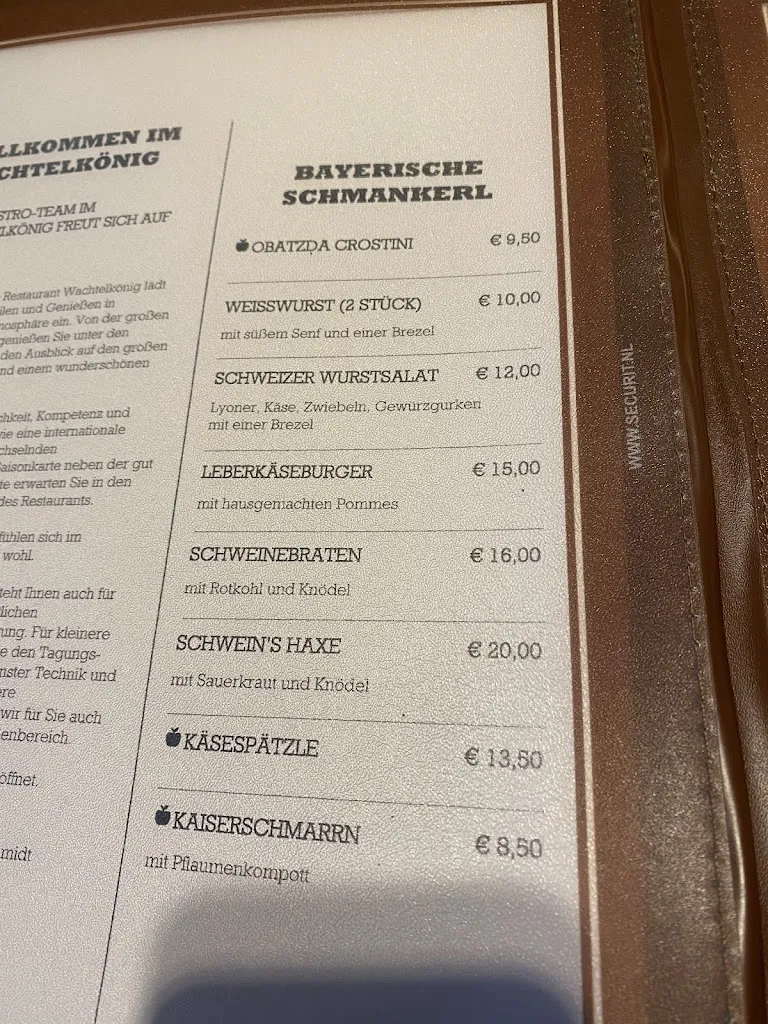 LLKOMMEN IM
CHTELKÖNIG
STRO-TEAM IM
LKÖNIG FREUT SICH AUF
Restaurant Wachtelkönig lädt
ilen und Genießen in
mosphäre ein. Von der großen
genießen Sie unter den
den Ausblick auf den großen
nd einem wunderschönen
chkeit, Kompetenz und
ie eine internationale
chselnden
Saisonkarte neben der gut
te erwarten Sie in den
des Restaurants.
fühlen sich im
wohl.
teht Ihnen auch für
lichen
ung. Für kleinere
e den Tagungs-
nster Technik und
ere
wir für Sie auch
enbereich.
öffnet.
midt
BAYERISCHE
SCHMANKERL
OBATZDA CROSTINI € 9,50
WEISSWURST (2 STÜCK) € 10,00
mit süßem Senf und einer Brezel
SCHWEIZER WURSTSALAT € 12,00
Lyoner, Käse, Zwiebeln, Gewürzgurken
mit einer Brezel
LEBERKÄSEBURGER € 15,00
mit hausgemachten Pommes
SCHWEINEBRATEN € 16,00
mit Rotkohl und Knödel
SCHWEIN'S HAXE € 20,00
mit Sauerkraut und Knödel
KÄSESPÄTZLE € 13,50
KAISERSCHMARRN € 8,50
mit Pflaumenkompott
WWW.SECURIT.NL